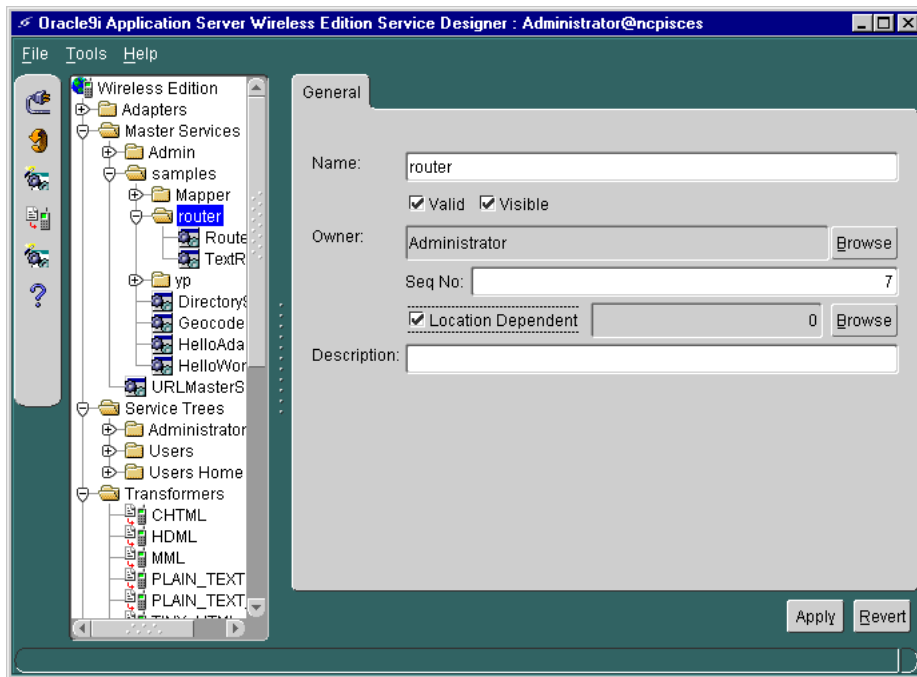 Oracle9i Application Server Wireless Edition Service Designer : Administrator@ncpisces
File Tools Help
Wireless Edition
Adapters
Master Services
Admin
samples
Mapper
router
Route
TextR
yp
DirectoryS
Geocode
HelloAda
HelloWor
URLMasterS
Service Trees
Administrator
Users
Users Home
Transformers
CHTML
HDML
MML
PLAIN_TEXT
PLAIN_TEXT_
General
Name: router
Valid Visible
Owner: Administrator Browse
Seq No: 7
Location Dependent 0 Browse
Description:
Apply Revert